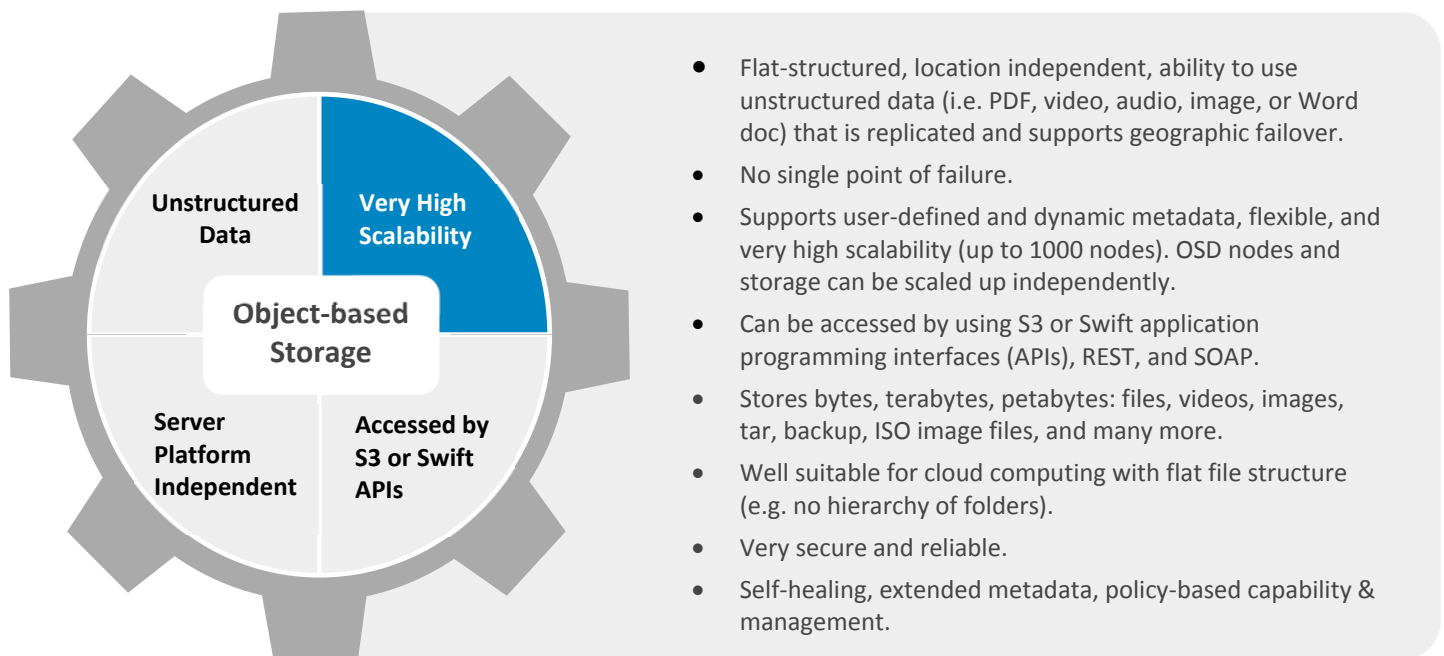 Unstructured
Data
Very High
Scalability
Object-based
Storage
Server
Platform
Independent
Accessed by
S3 or Swift
APIs
• Flat-structured, location independent, ability to use
unstructured data (i.e. PDF, video, audio, image, or Word
doc) that is replicated and supports geographic failover.
• No single point of failure.
• Supports user-defined and dynamic metadata, flexible, and
very high scalability (up to 1000 nodes). OSD nodes and
storage can be scaled up independently.
• Can be accessed by using S3 or Swift application
programming interfaces (APIs), REST, and SOAP.
• Stores bytes, terabytes, petabytes: files, videos, images,
tar, backup, ISO image files, and many more.
• Well suitable for cloud computing with flat file structure
(e.g. no hierarchy of folders).
• Very secure and reliable.
• Self-healing, extended metadata, policy-based capability &
management.